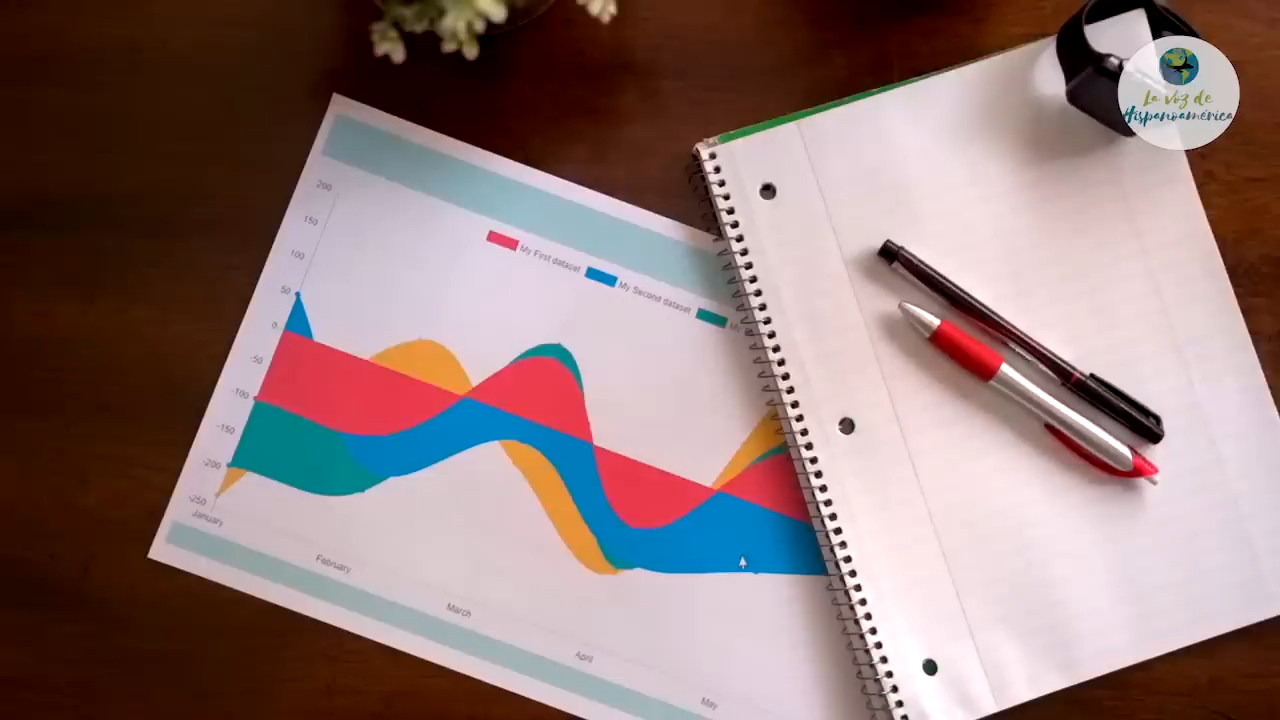 La Voz de
Hispanoamérica
200
150
100
50
0
-50
-100
-150
-200
-250
My First dataset
My Second dataset
My
January
February
March
April
May